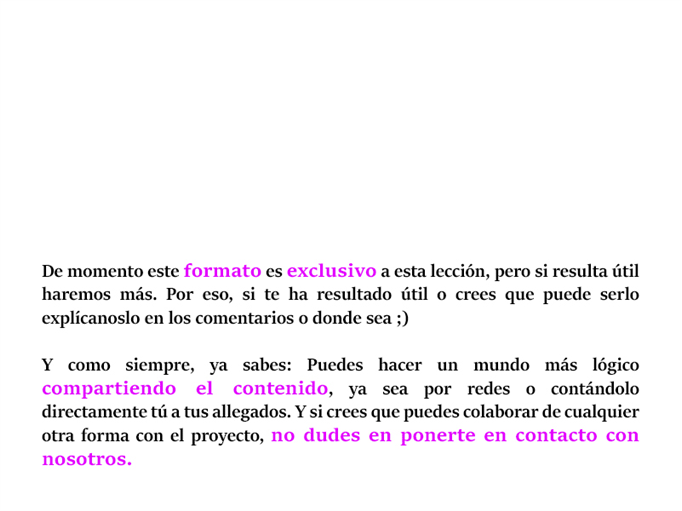 De momento este formato es exclusivo a esta lección, pero si resulta útil
haremos más. Por eso, si te ha resultado útil o crees que puede serlo
explícanoslo en los comentarios o donde sea ;)
Y como siempre, ya sabes: Puedes hacer un mundo más lógico
compartiendo el contenido, ya sea por redes o contándolo
directamente tú a tus allegados. Y si crees que puedes colaborar de cualquier
otra forma con el proyecto, no dudes en ponerte en contacto con
nosotros.